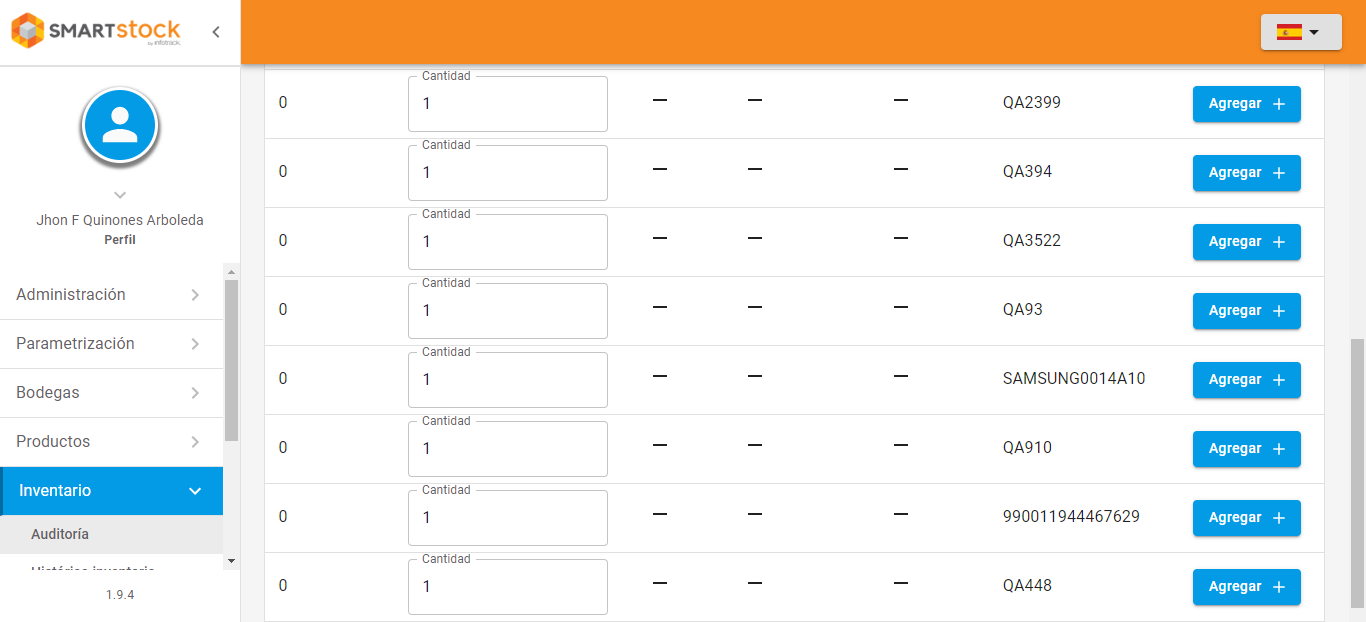 SMARTstock
by infotrack.
Jhon F Quinones Arboleda
Perfil
Administración
Parametrización
Bodegas
Productos
Inventario
Auditoría
Histórico inventario
1.9.4
Cantidad
0 1 — — — QA2399 Agregar +
Cantidad
0 1 — — — QA394 Agregar +
Cantidad
0 1 — — — QA3522 Agregar +
Cantidad
0 1 — — — QA93 Agregar +
Cantidad
0 1 — — — SAMSUNG0014A10 Agregar +
Cantidad
0 1 — — — QA910 Agregar +
Cantidad
0 1 — — — 990011944467629 Agregar +
Cantidad
0 1 — — — QA448 Agregar +